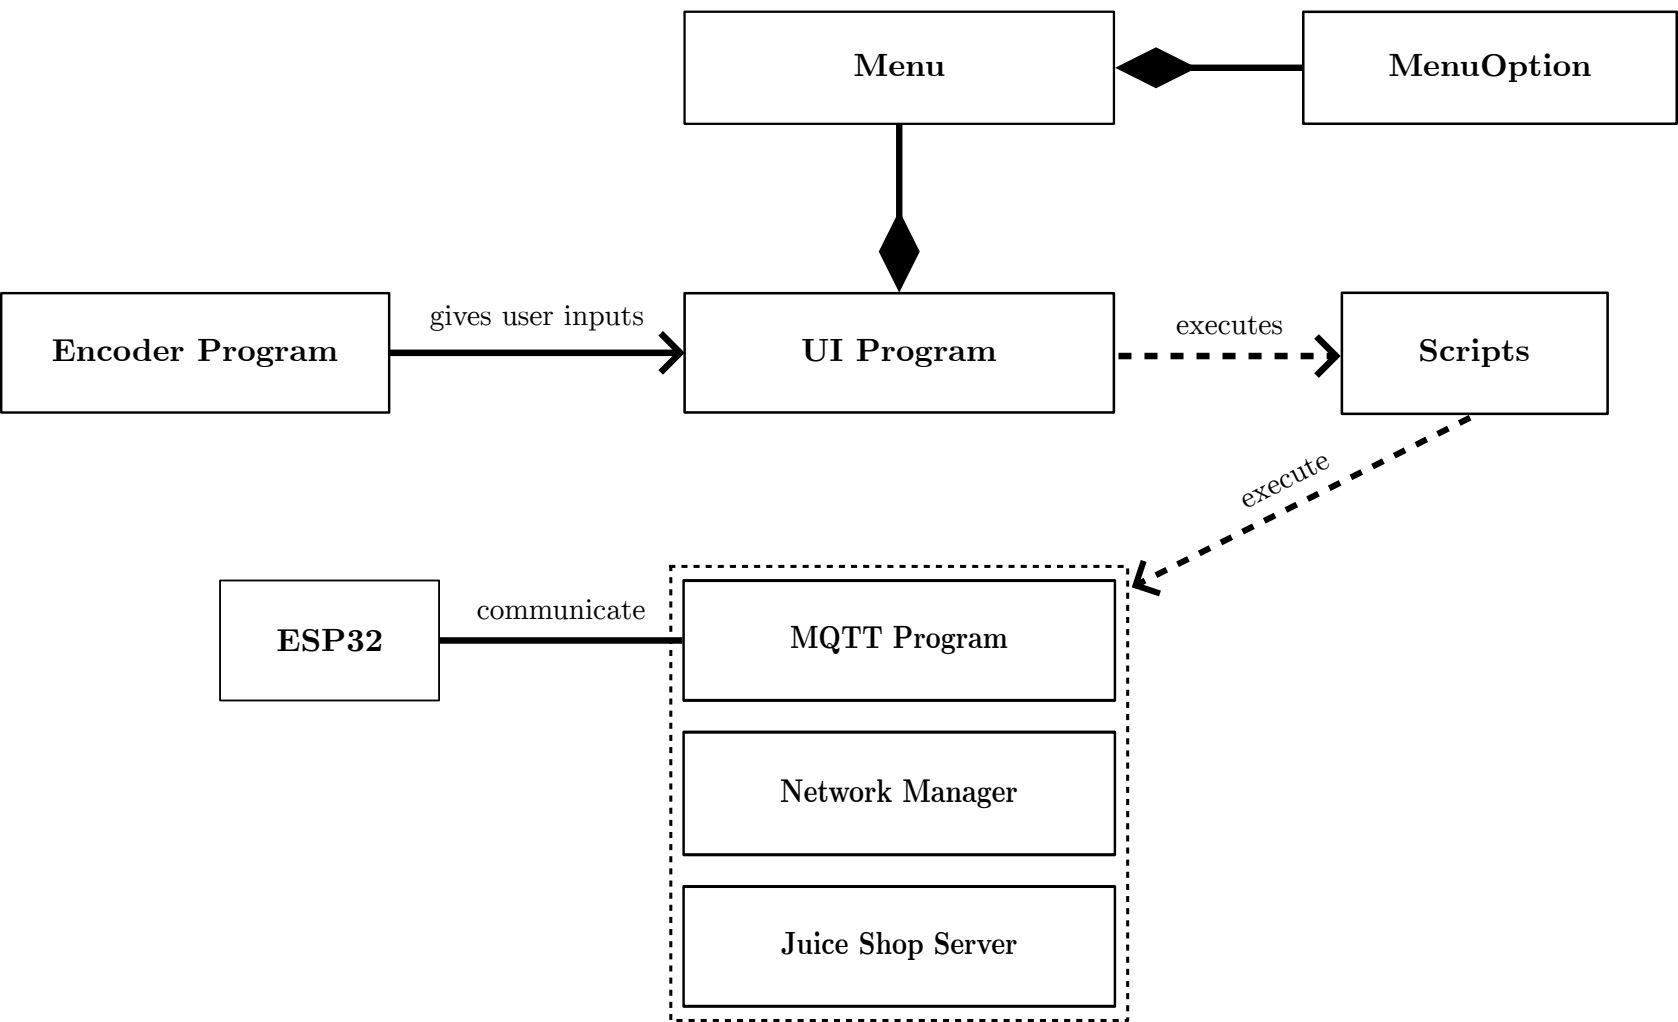 Menu
MenuOption
gives user inputs
executes
Encoder Program
UI Program
Scripts
execute
communicate
ESP32
MQTT Program
Network Manager
Juice Shop Server